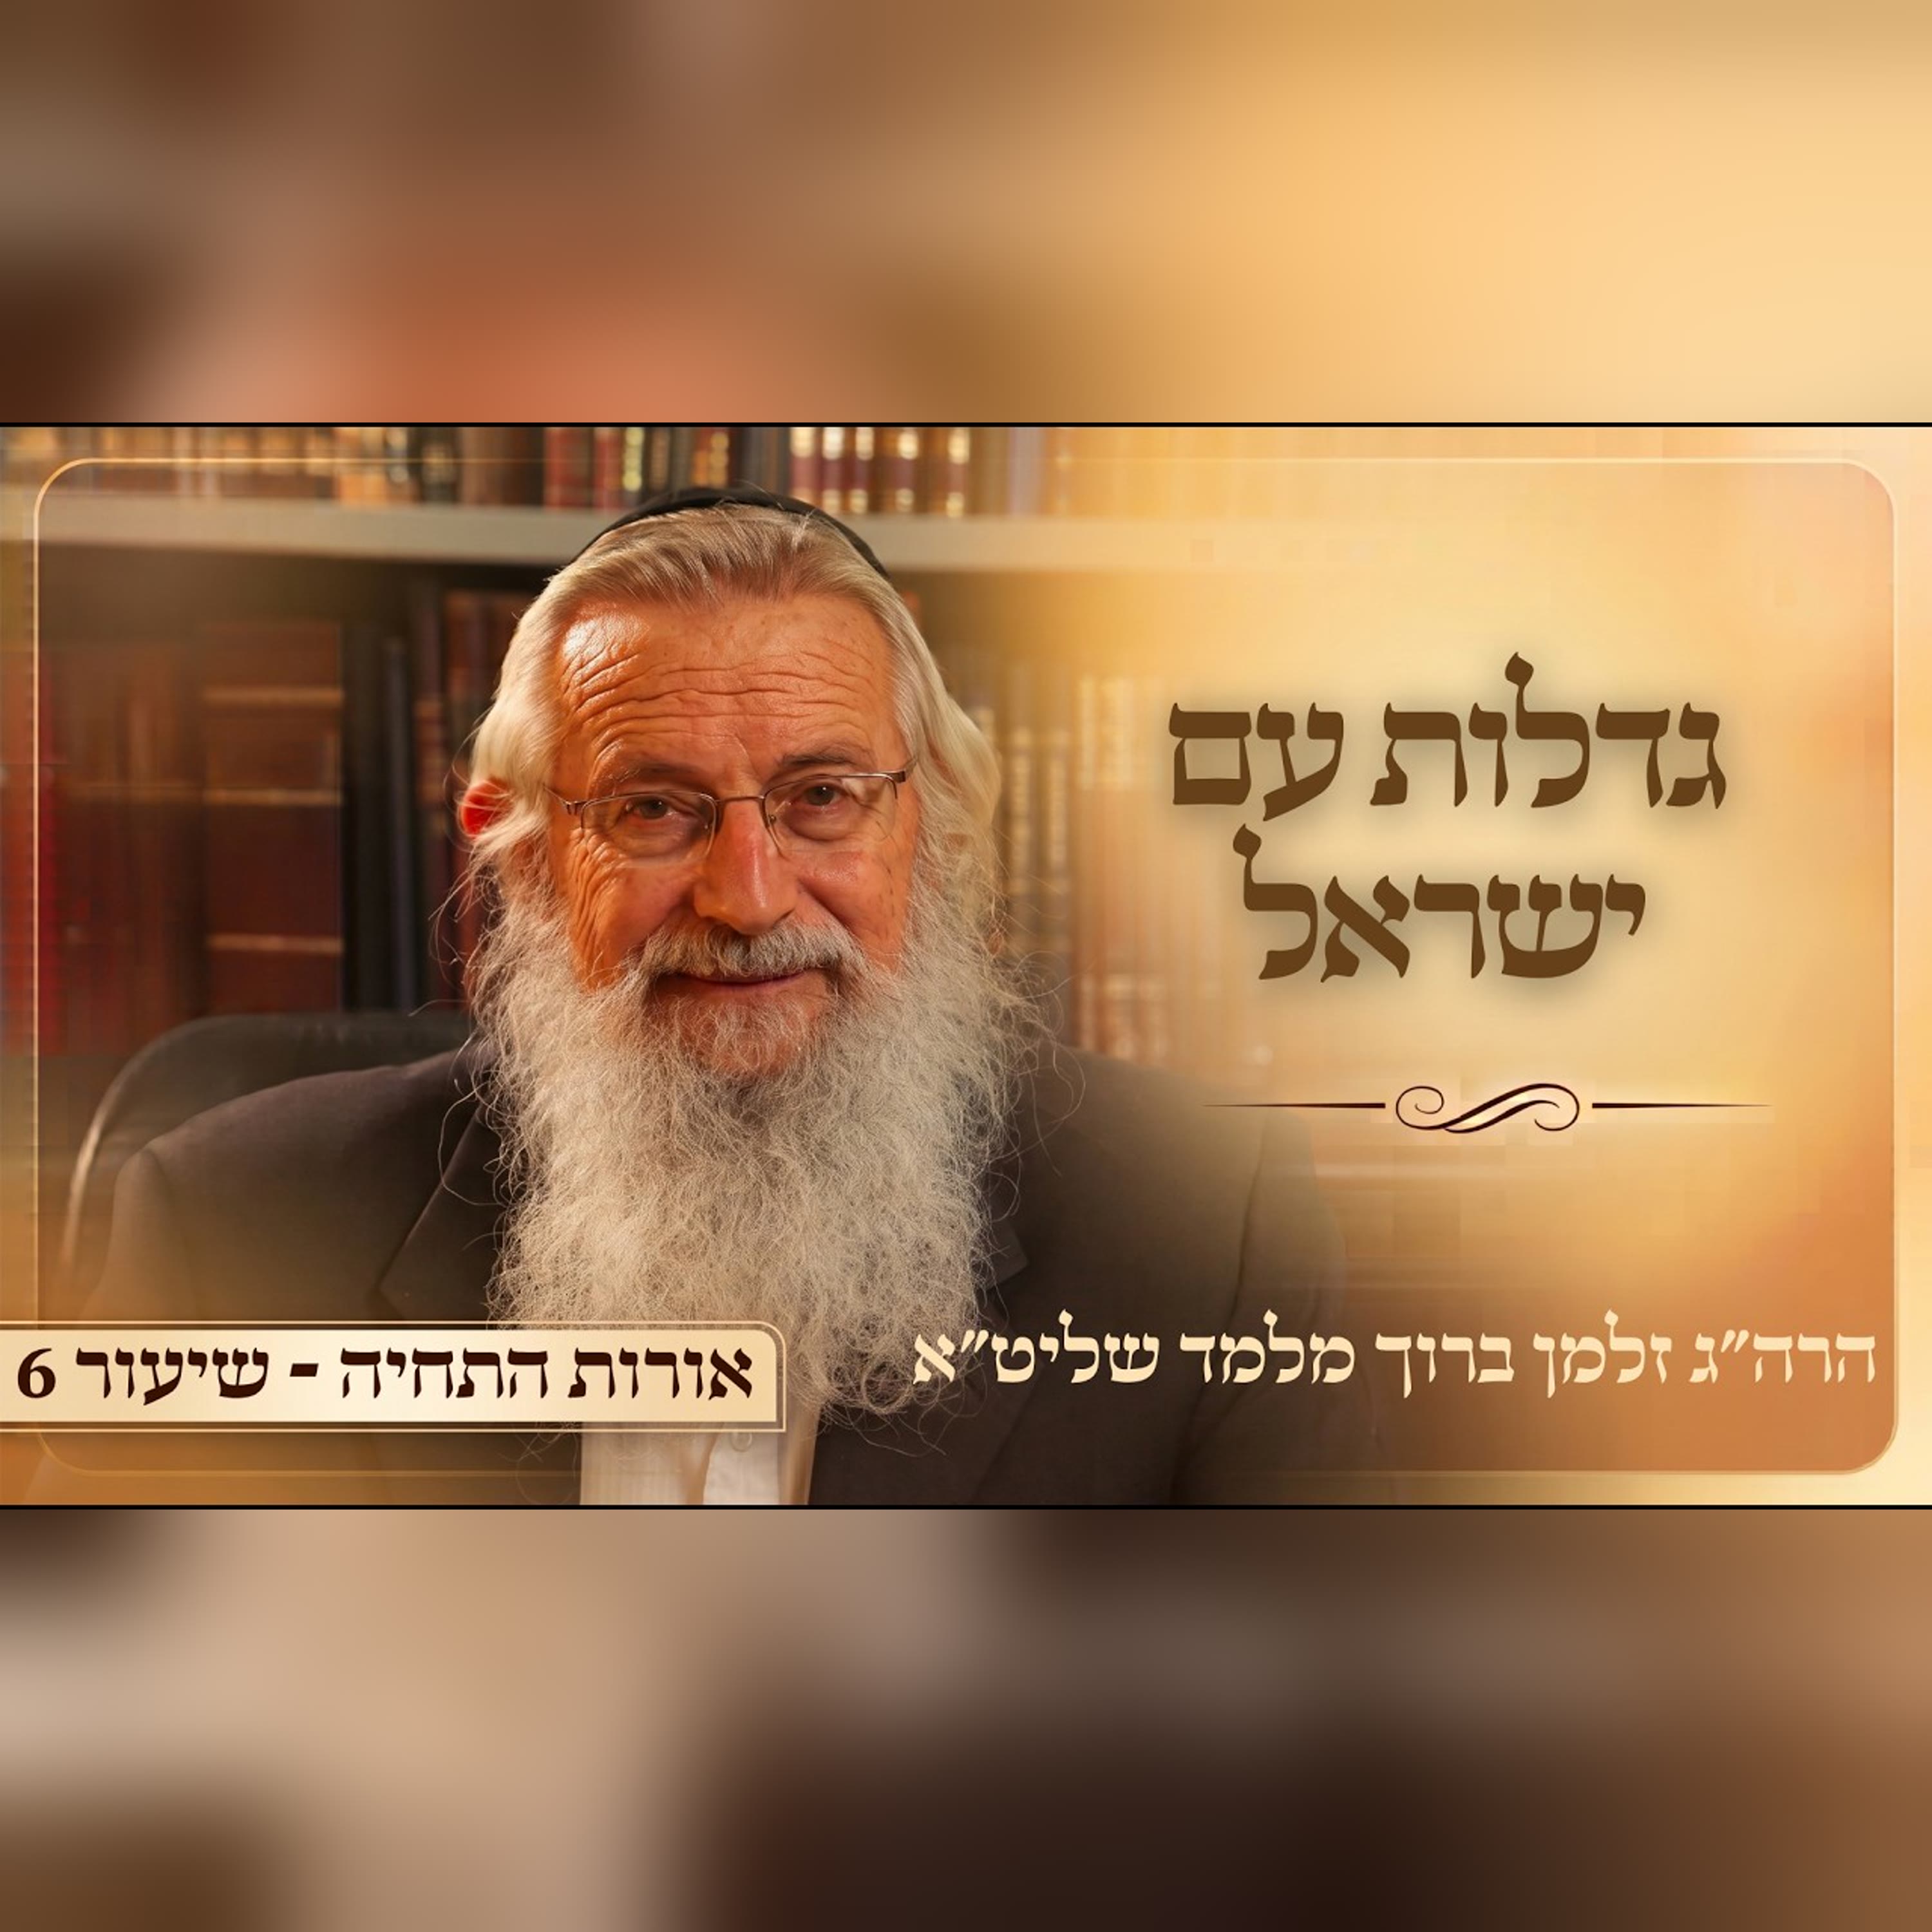 גדלות עם
ישראל
הרה״ג זלמן ברוך מלמד שליט״א
אורות התחיה - שיעור 6